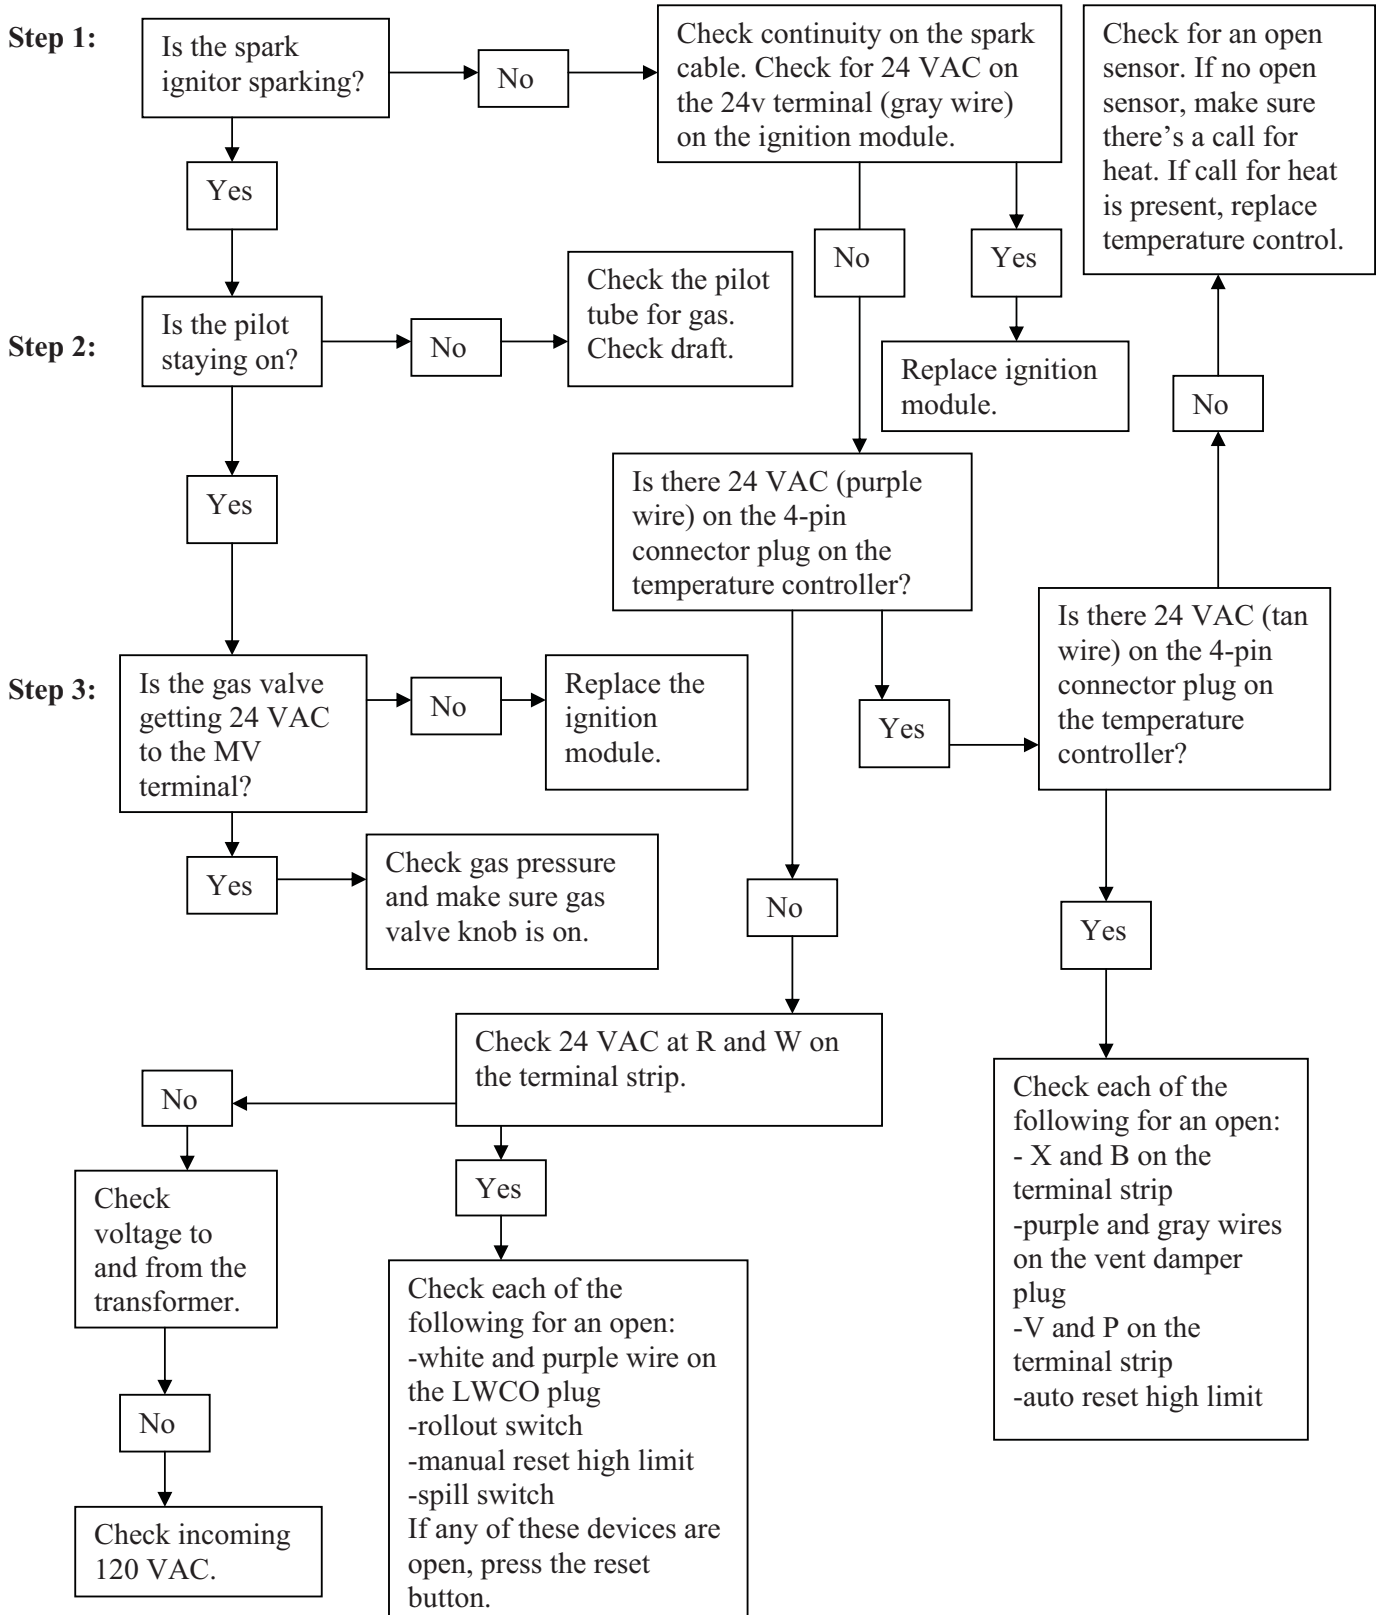 Step 1:
Is the spark
ignitor sparking?
No
Check continuity on the spark
cable. Check for 24 VAC on
the 24v terminal (gray wire)
on the ignition module.
Check for an open
sensor. If no open
sensor, make sure
there’s a call for
heat. If call for heat
is present, replace
temperature control.
Yes
No
Yes
Step 2:
Is the pilot
staying on?
No
Check the pilot
tube for gas.
Check draft.
Replace ignition
module.
No
Yes
Is there 24 VAC (purple
wire) on the 4-pin
connector plug on the
temperature controller?
Is there 24 VAC (tan
wire) on the 4-pin
connector plug on
the temperature
controller?
Step 3:
Is the gas valve
getting 24 VAC
to the MV
terminal?
No
Replace the
ignition
module.
Yes
Yes
Check gas pressure
and make sure gas
valve knob is on.
No
Yes
Check 24 VAC at R and W on
the terminal strip.
No
Yes
Check
voltage to
and from the
transformer.
No
Check incoming
120 VAC.
Check each of the
following for an open:
-white and purple wire on
the LWCO plug
-rollout switch
-manual reset high limit
-spill switch
If any of these devices are
open, press the reset
button.
Check each of the
following for an open:
- X and B on the
terminal strip
-purple and gray wires
on the vent damper
plug
-V and P on the
terminal strip
-auto reset high limit